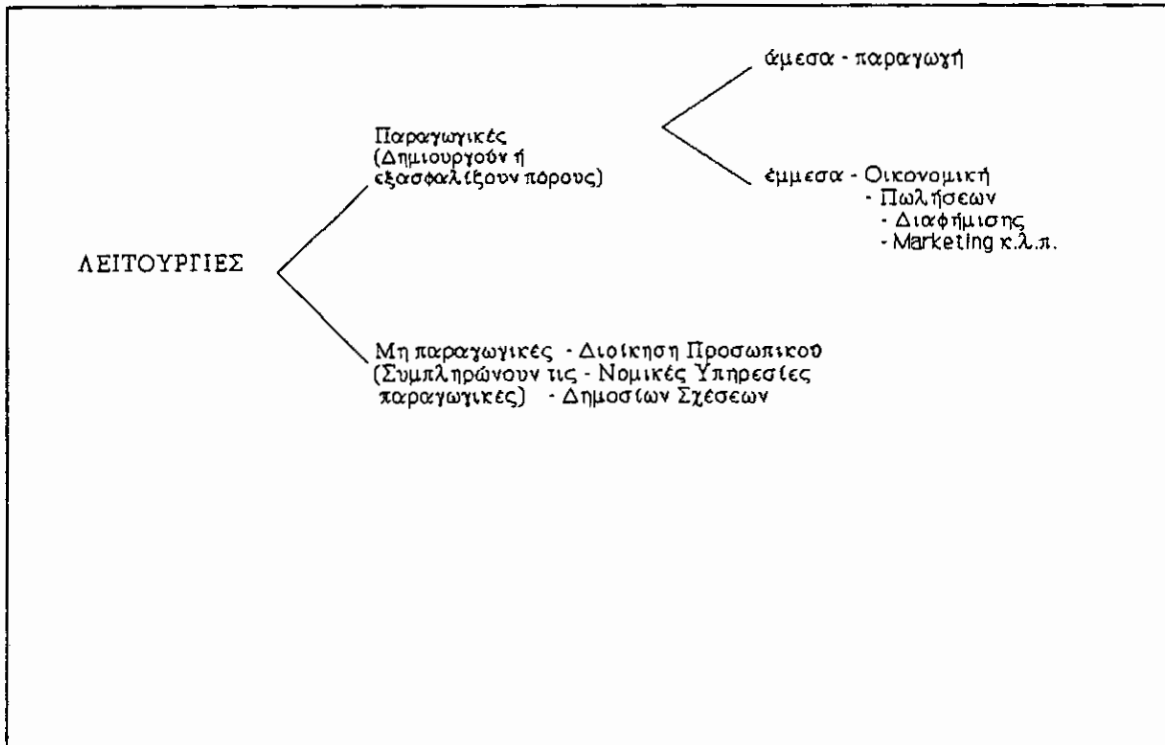 άμεσα - παραγωγή
Παραγωγικές
(Δημιουργούν ή
εξασφαλίζουν πόρους)
έμμεσα - Οικονομική
- Πωλήσεων
- Διαφήμισης
- Marketing κ.λ.π.
ΛΕΙΤΟΥΡΓΙΕΣ
Μη παραγωγικές - Διοίκηση Προσωπικού
(Συμπληρώνουν τις - Νομικές Υπηρεσίες
παραγωγικές) - Δημοσίων Σχέσεων